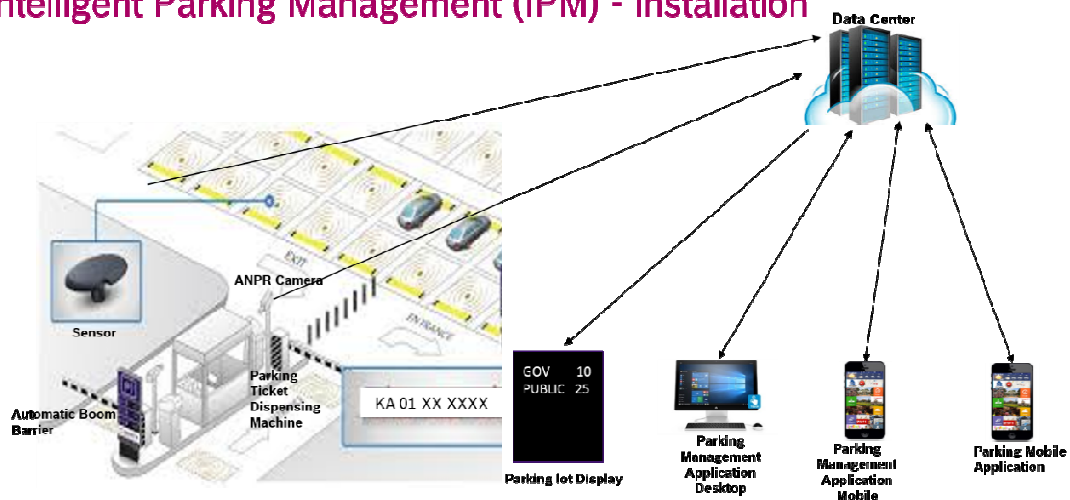 ntelligent Parking Management (IPM) - Installation
Data Center
EXIT
ANPR Camera
Sensor
ENTRANCE
Parking
Ticket
Dispensing
Machine
Automatic Boom
Barrier
KA 01 XX XXXX
GOV 10
PUBLIC 25
Parking lot Display
Parking
Management
Application
Desktop
Parking
Management
Application
Mobile
Parking Mobile
Application